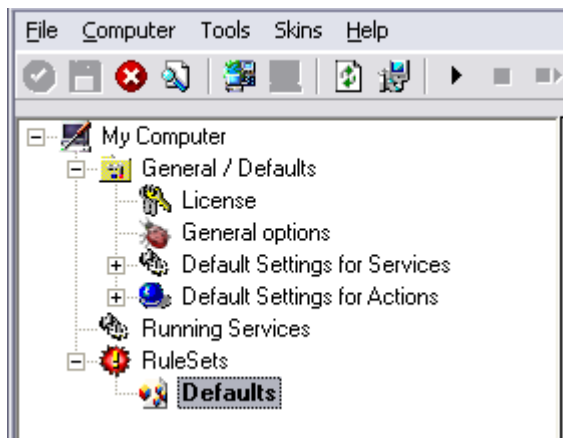 File Computer Tools Skins Help
My Computer
General / Defaults
License
General options
Default Settings for Services
Default Settings for Actions
Running Services
RuleSets
Defaults